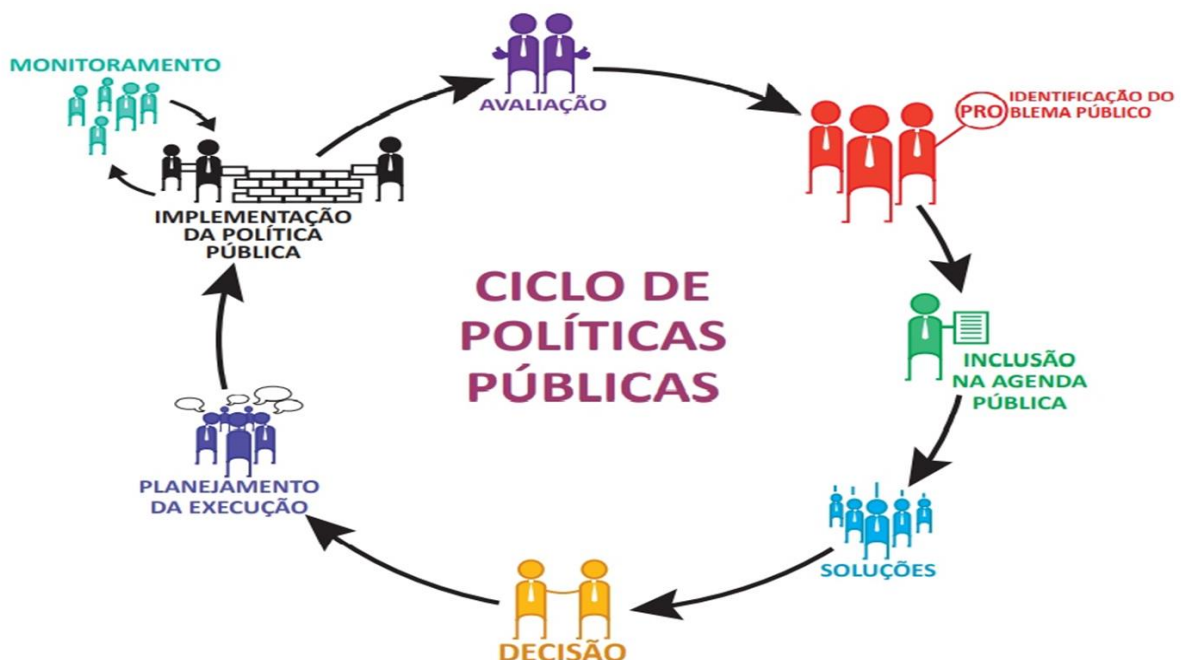 CICLO DE
POLÍTICAS
PÚBLICAS
IDENTIFICAÇÃO DO
PRO BLEMA PÚBLICO
INCLUSÃO
NA AGENDA
PÚBLICA
SOLUÇÕES
DECISÃO
PLANEJAMENTO
DA EXECUÇÃO
IMPLEMENTAÇÃO
DA POLÍTICA
PÚBLICA
MONITORAMENTO
AVALIAÇÃO